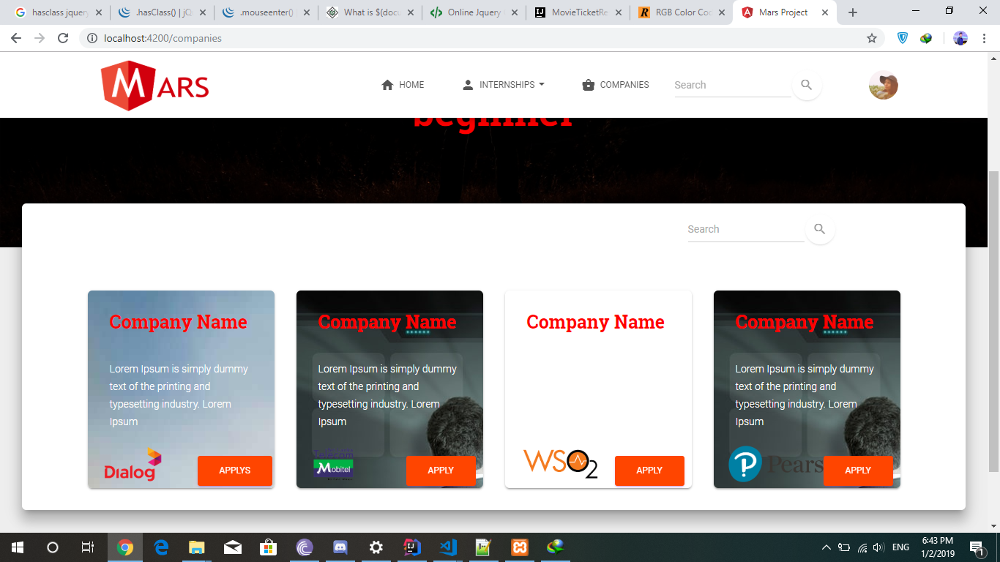 hasclass jquery
.hasClass() | jQ
.mouseenter()
What is $(docu
Online Jquery
MovieTicketRe
RGB Color Coc
Mars Project
localhost:4200/companies
MARS
HOME
INTERNSHIPS
COMPANIES
Search
beginner
Search
Company Name
Lorem Ipsum is simply dummy
text of the printing and
typesetting industry. Lorem
Ipsum
Dialog
APPLYS
Company Name
Lorem Ipsum is simply dummy
text of the printing and
typesetting industry. Lorem
Ipsum
Telecom
Mobitel
APPLY
Company Name
WSO2
APPLY
Company Name
Lorem Ipsum is simply dummy
text of the printing and
typesetting industry. Lorem
Ipsum
P Pears
APPLY
ENG
6:43 PM
1/2/2019
1